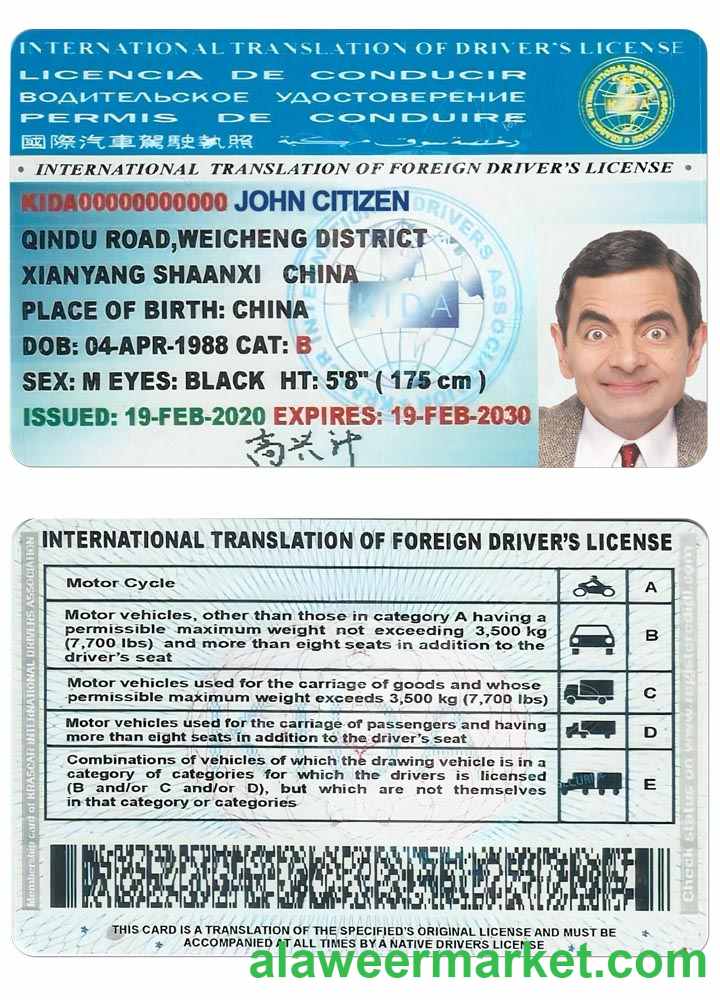 INTERNATIONAL TRANSLATION OF DRIVER'S LICENSE
LICENCIA DE CONDUCIR
ВОДИТЕЛЬСКОЕ УДОСТОВЕРЕНИЕ
PERMIS DE CONDUIRE
國際汽車駕駛執照
• INTERNATIONAL TRANSLATION OF FOREIGN DRIVER'S LICENSE •
KIDA00000000000 JOHN CITIZEN
QINDU ROAD,WEICHENG DISTRICT
XIANYANG SHAANXI CHINA
PLACE OF BIRTH: CHINA
DOB: 04-APR-1988 CAT: B
SEX: M EYES: BLACK HT: 5'8" ( 175 cm )
ISSUED: 19-FEB-2020 EXPIRES: 19-FEB-2030
KIDA
INTERNATIONAL DRIVERS ASSOCIATION
INTERNATIONAL TRANSLATION OF FOREIGN DRIVER'S LICENSE
Motor Cycle A
Motor vehicles, other than those in category A having a
permissible maximum weight not exceeding 3,500 kg
(7,700 lbs) and more than eight seats in addition to the
driver's seat
B
Motor vehicles used for the carriage of goods and whose
permissible maximum weight exceeds 3,500 kg (7,700 lbs)
C
Motor vehicles used for the carriage of passengers and having
more than eight seats in addition to the driver's seat
D
Combinations of vehicles of which the drawing vehicle is in a
category of categories for which the drivers is licensed
(B and/or C and/or D), but which are not themselves
in that category or categories
E
Membership card of KRASCAR INTERNATIONAL DRIVERS ASSOCIATION
Check status on
THIS CARD IS A TRANSLATION OF THE SPECIFIED'S ORIGINAL LICENSE AND MUST BE
ACCOMPANIED AT ALL TIMES BY A NATIVE DRIVERS LICENSE
alaweermarket.com